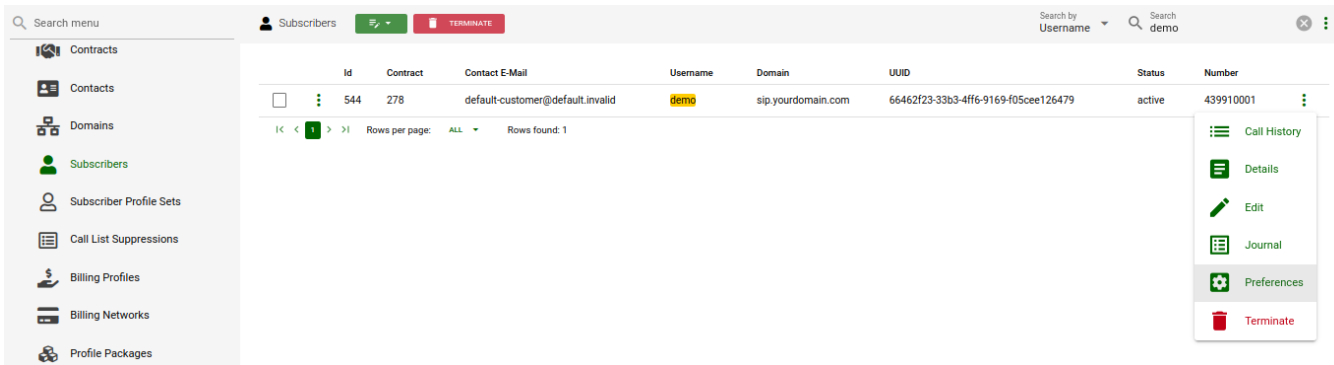 Search menu
Contracts
Contacts
Domains
Subscribers
Subscriber Profile Sets
Call List Suppressions
Billing Profiles
Billing Networks
Profile Packages
Subscribers
TERMINATE
Search by
Username
Search
demo
Id Contract Contact E-Mail Username Domain UUID Status Number
544 278 default-customer@default.invalid demo sip.yourdomain.com 66462f23-33b3-4ff6-9169-f05cee126479 active 439910001
1 Rows per page: ALL Rows found: 1
Call History
Details
Edit
Journal
Preferences
Terminate